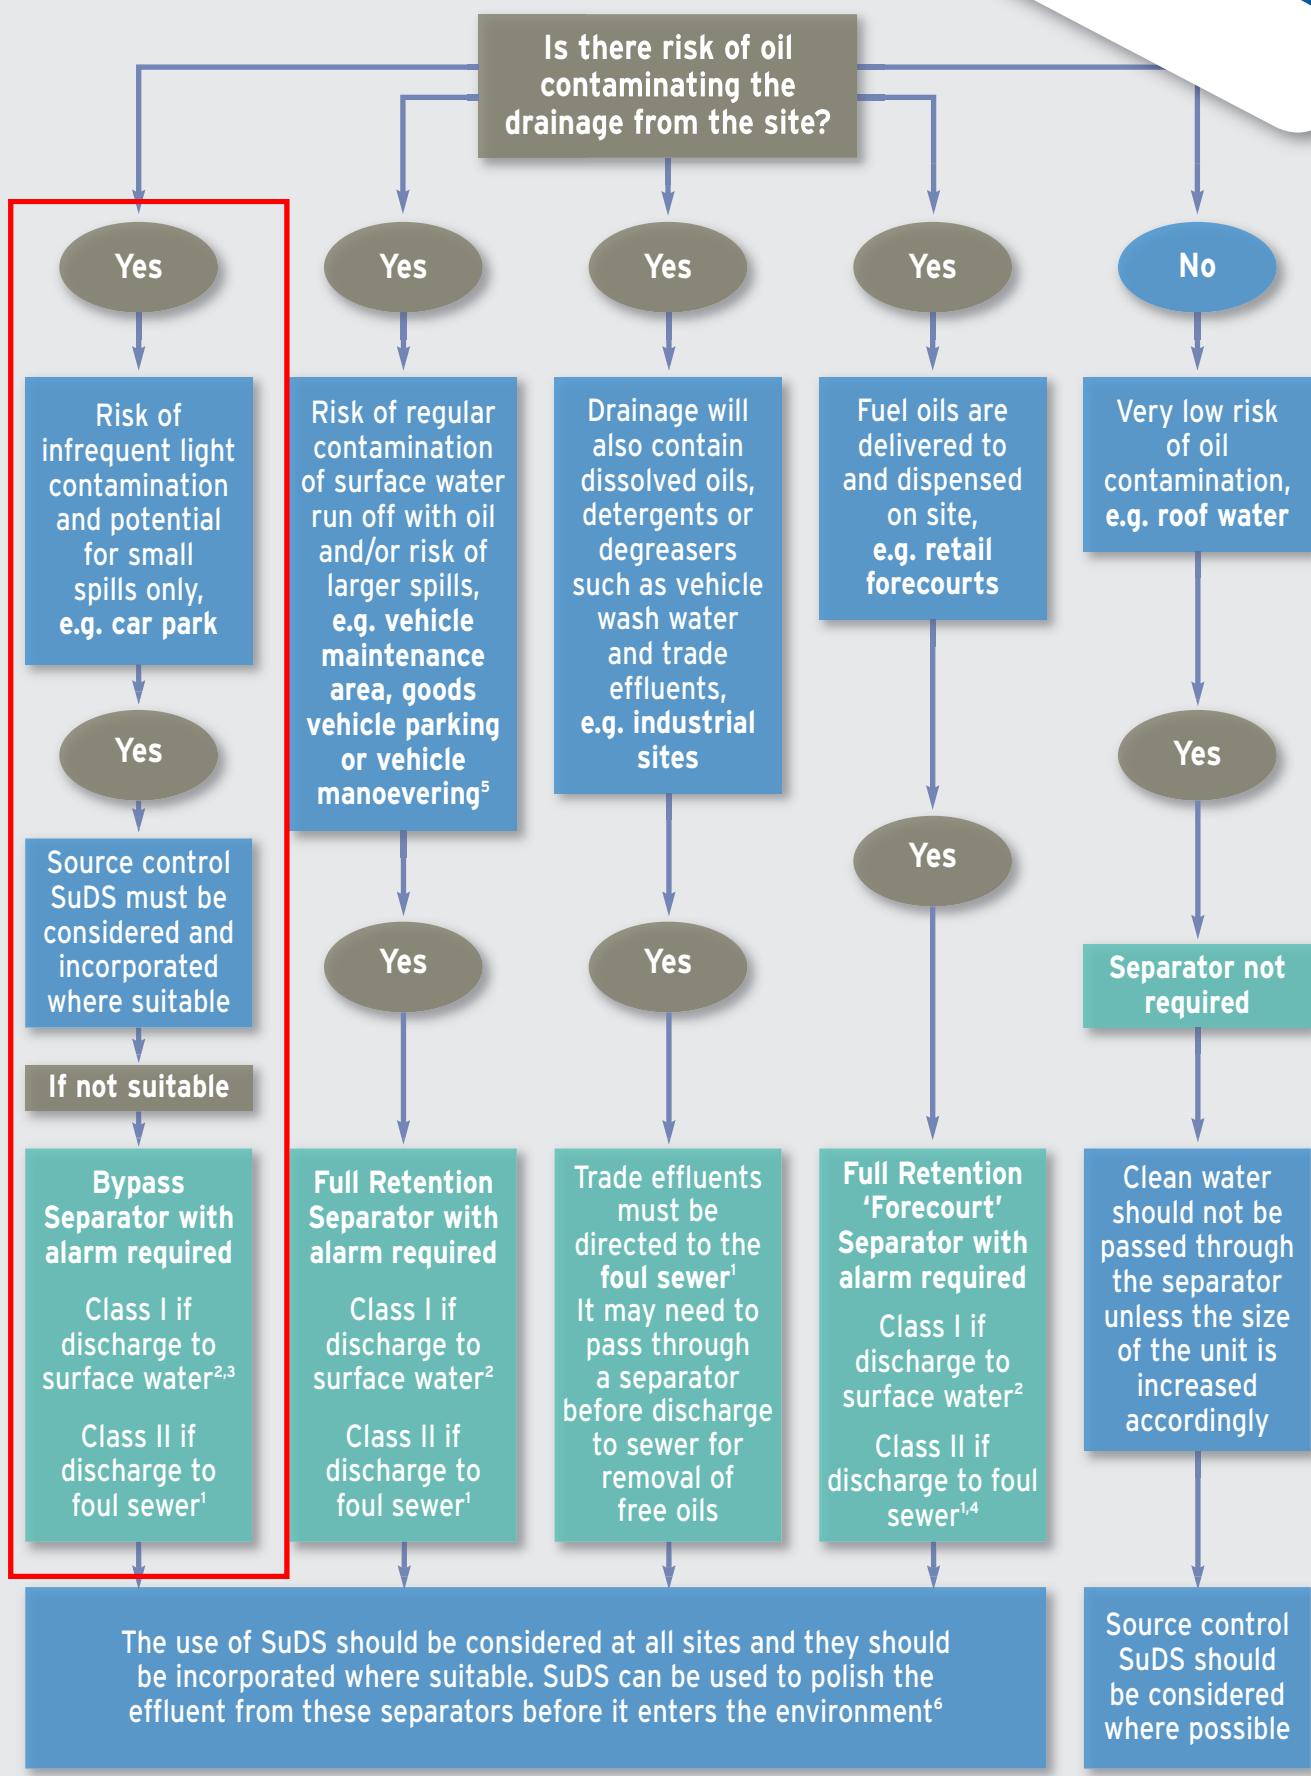 Is there risk of oil
contaminating the
drainage from the site?
Yes
Yes
Yes
Yes
No
Risk of
infrequent light
contamination
and potential
for small
spills only,
e.g. car park
Risk of regular
contamination
of surface water
run off with oil
and/or risk of
larger spills,
e.g. vehicle
maintenance
area, goods
vehicle parking
or vehicle
manoevering⁵
Drainage will
also contain
dissolved oils,
detergents or
degreasers
such as vehicle
wash water
and trade
effluents,
e.g. industrial
sites
Fuel oils are
delivered to
and dispensed
on site,
e.g. retail
forecourts
Very low risk
of oil
contamination,
e.g. roof water
Yes
Yes
Yes
Yes
Yes
Source control
SuDS must be
considered and
incorporated
where suitable
Separator not
required
If not suitable
Bypass
Separator with
alarm required
Class I if
discharge to
surface water²,³
Class II if
discharge to
foul sewer¹
Full Retention
Separator with
alarm required
Class I if
discharge to
surface water²
Class II if
discharge to
foul sewer¹
Trade effluents
must be
directed to the
foul sewer¹
It may need to
pass through
a separator
before discharge
to sewer for
removal of
free oils
Full Retention
‘Forecourt’
Separator with
alarm required
Class I if
discharge to
surface water²
Class II if
discharge to foul
sewer¹,⁴
Clean water
should not be
passed through
the separator
unless the size
of the unit is
increased
accordingly
The use of SuDS should be considered at all sites and they should
be incorporated where suitable. SuDS can be used to polish the
effluent from these separators before it enters the environment⁶
Source control
SuDS should
be considered
where possible